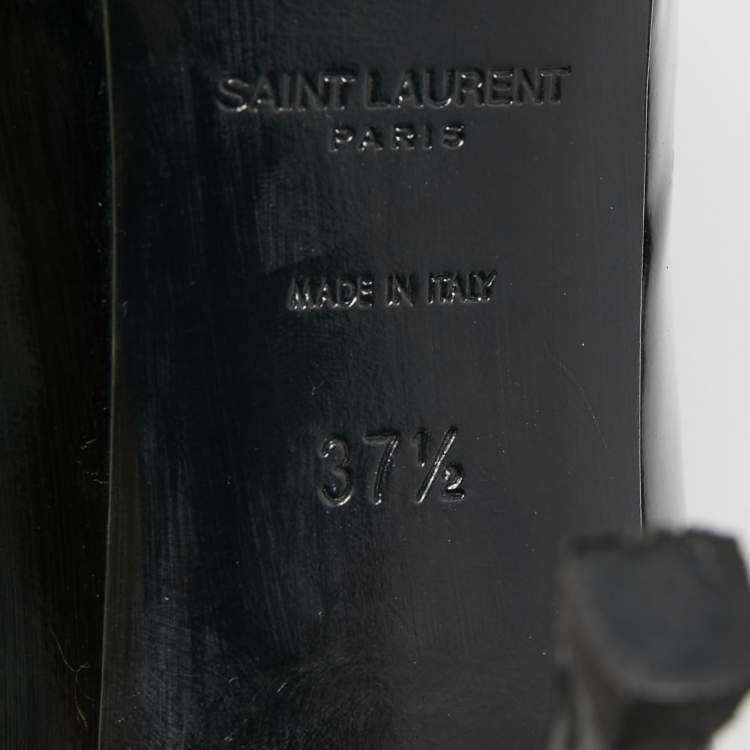 SAINT LAURENT
PARIS
MADE IN ITALY
37½